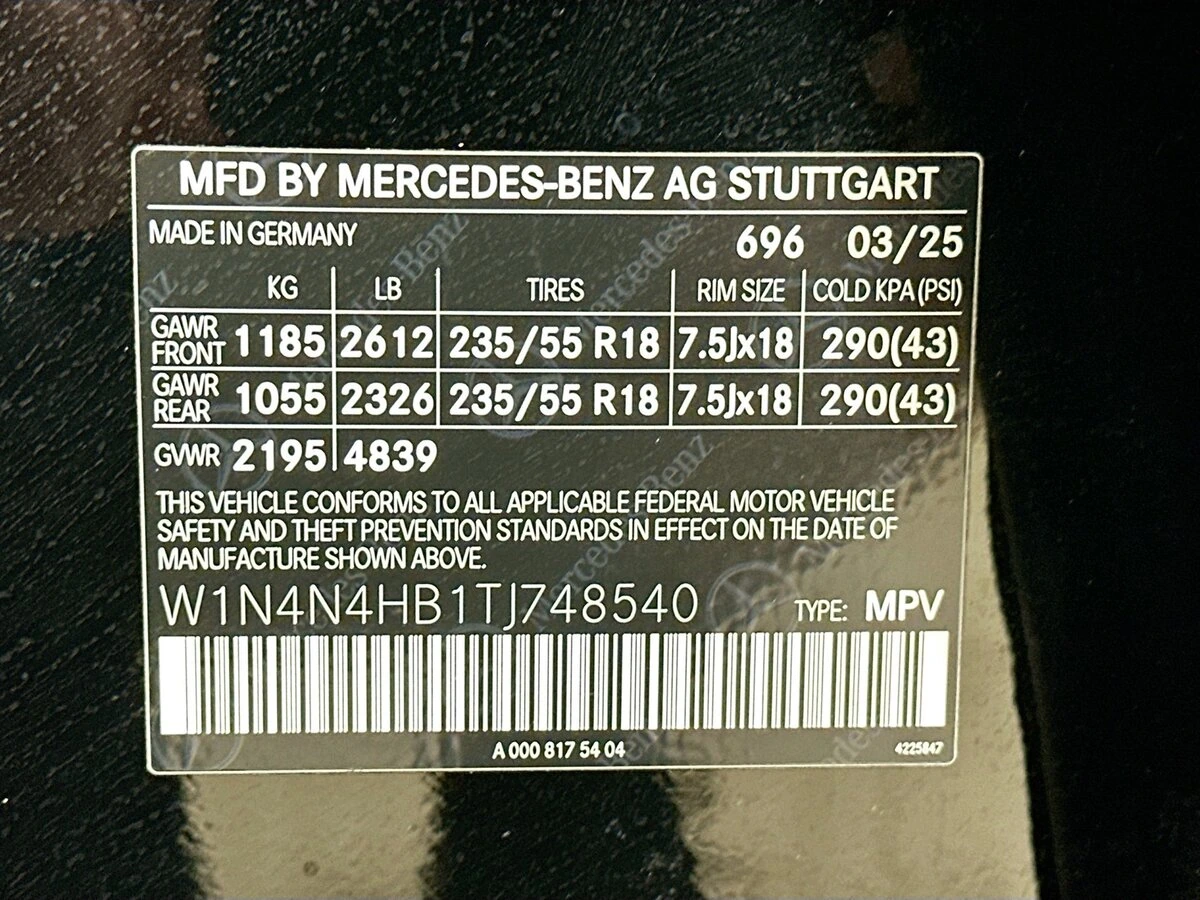 MFD BY MERCEDES-BENZ AG STUTTGART
MADE IN GERMANY 696 03/25
KG LB TIRES RIM SIZE COLD KPA (PSI)
GAWR FRONT 1185 2612 235/55 R18 7.5Jx18 290(43)
GAWR REAR 1055 2326 235/55 R18 7.5Jx18 290(43)
GVWR 2195 4839
THIS VEHICLE CONFORMS TO ALL APPLICABLE FEDERAL MOTOR VEHICLE
SAFETY AND THEFT PREVENTION STANDARDS IN EFFECT ON THE DATE OF
MANUFACTURE SHOWN ABOVE.
W1N4N4HB1TJ748540 TYPE: MPV
A 000 817 54 04 4225847